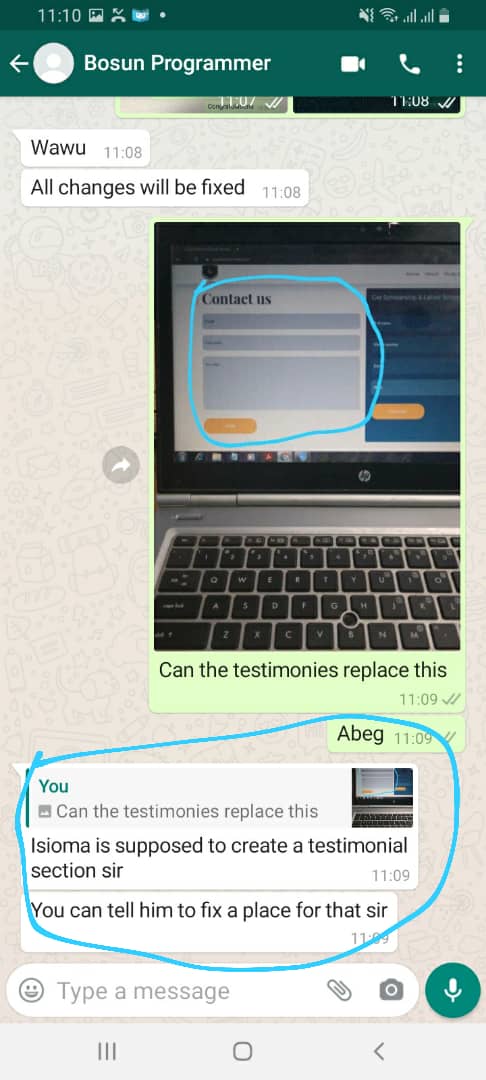 11:10
Bosun Programmer
11:07
11:08
Wawu 11:08
All changes will be fixed 11:08
Contact us
Can the testimonies replace this
11:09
Abeg 11:09
You
Can the testimonies replace this
Isioma is supposed to create a testimonial
section sir
11:09
You can tell him to fix a place for that sir
11:09
Type a message